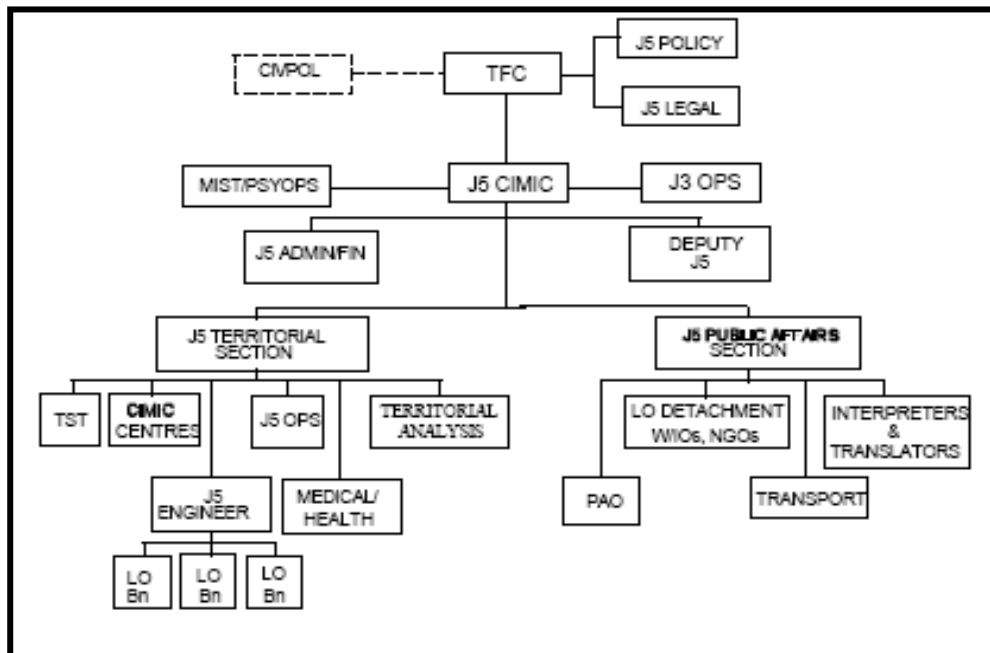 J5 POLICY
CIVPOL
TFC
J5 LEGAL
MIST/PSYOPS
J5 CIMIC
J3 OPS
J5 ADMIN/FIN
DEPUTY
J5
J5 TERRITORIAL
SECTION
J5 PUBLIC AFFAIRS
SECTION
TST
CIMIC
CENTRES
J5 OPS
TERRITORIAL
ANALYSIS
LO DETACHMENT
W/IOs, NGOs
INTERPRETERS
&
TRANSLATORS
J5
ENGINEER
MEDICAL/
HEALTH
PAO
TRANSPORT
LO
Bn
LO
Bn
LO
Bn